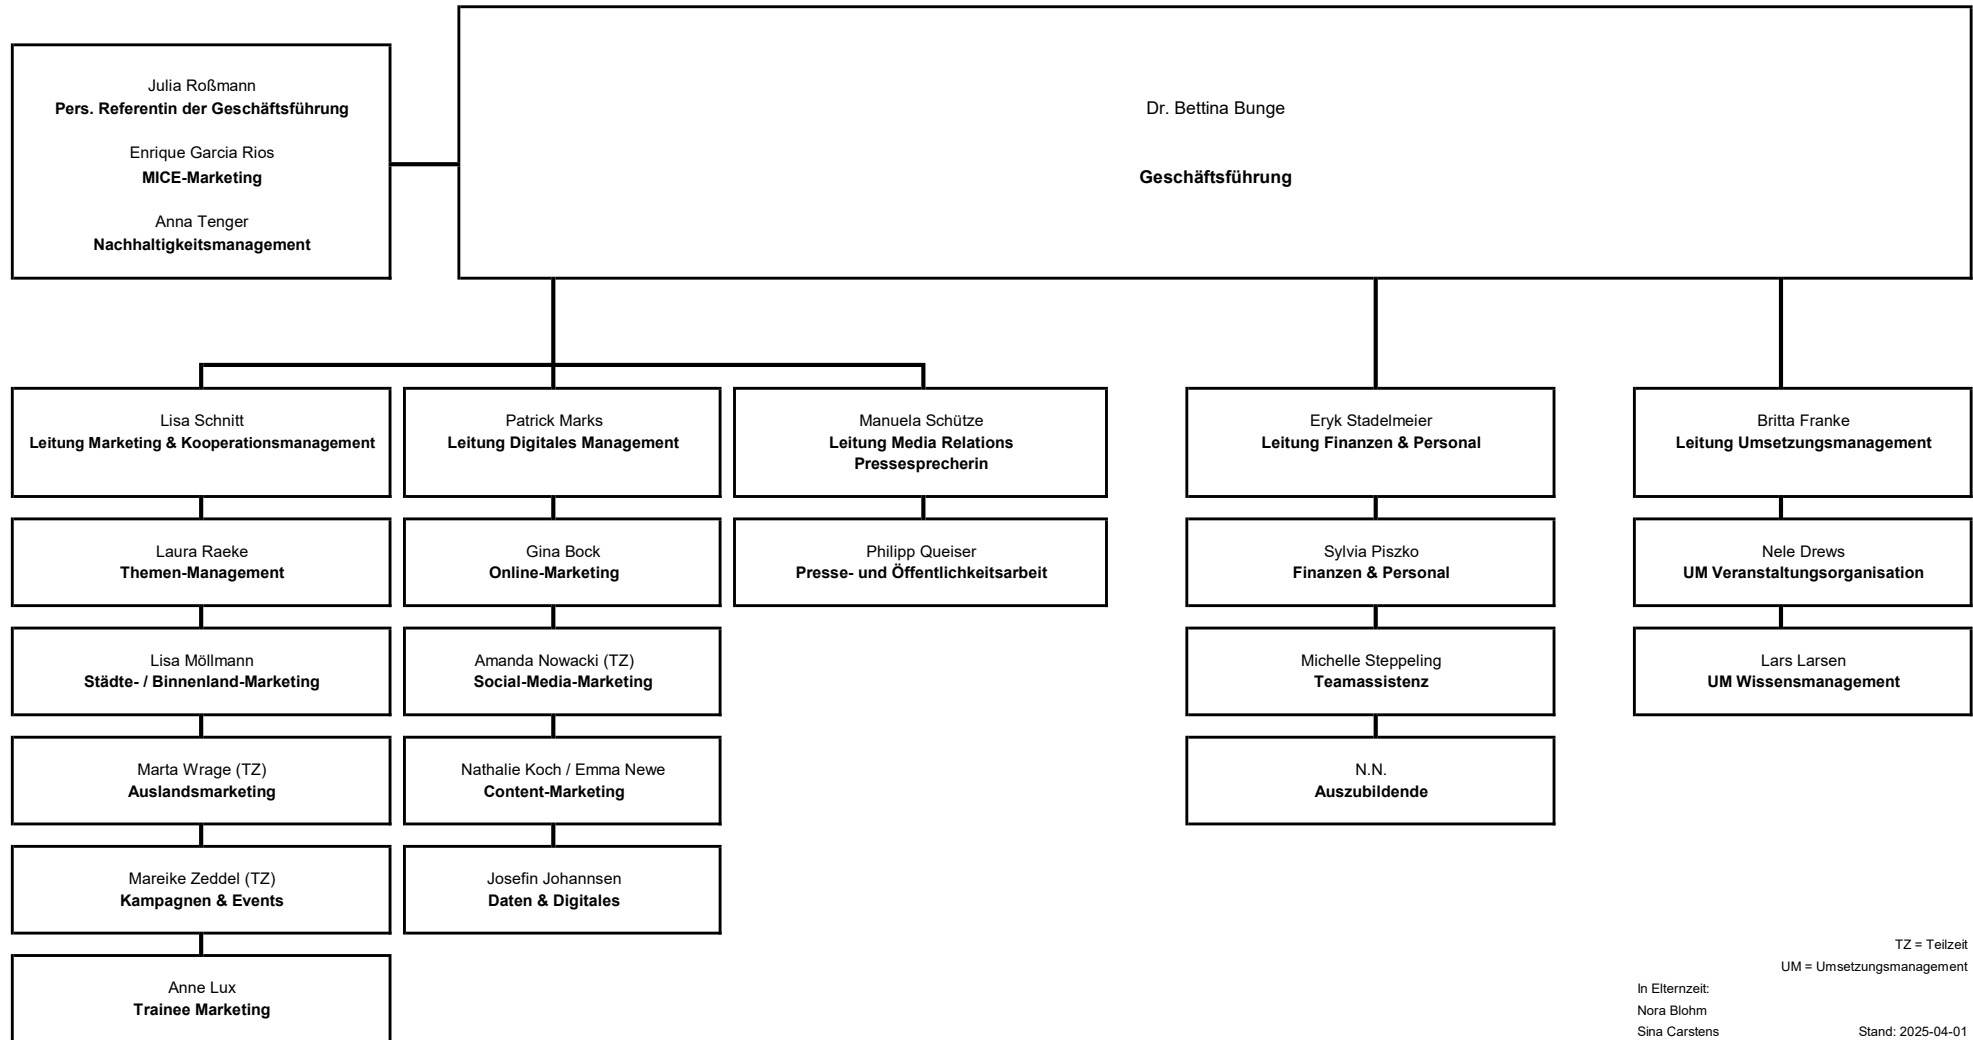 Julia Roßmann
Pers. Referentin der Geschäftsführung
Enrique Garcia Rios
MICE-Marketing
Anna Tenger
Nachhaltigkeitsmanagement
Dr. Bettina Bunge
Geschäftsführung
Lisa Schnitt
Leitung Marketing & Kooperationsmanagement
Laura Raeke
Themen-Management
Lisa Möllmann
Städte- / Binnenland-Marketing
Marta Wrage (TZ)
Auslandsmarketing
Mareike Zeddel (TZ)
Kampagnen & Events
Anne Lux
Trainee Marketing
Patrick Marks
Leitung Digitales Management
Gina Bock
Online-Marketing
Amanda Nowacki (TZ)
Social-Media-Marketing
Nathalie Koch / Emma Newe
Content-Marketing
Josefin Johannsen
Daten & Digitales
Manuela Schütze
Leitung Media Relations
Pressesprecherin
Philipp Queiser
Presse- und Öffentlichkeitsarbeit
Eryk Stadelmeier
Leitung Finanzen & Personal
Sylvia Piszko
Finanzen & Personal
Michelle Steppeling
Teamassistenz
N.N.
Auszubildende
Britta Franke
Leitung Umsetzungsmanagement
Nele Drews
UM Veranstaltungsorganisation
Lars Larsen
UM Wissensmanagement
TZ = Teilzeit
UM = Umsetzungsmanagement
In Elternzeit:
Nora Blohm
Sina Carstens
Stand: 2025-04-01